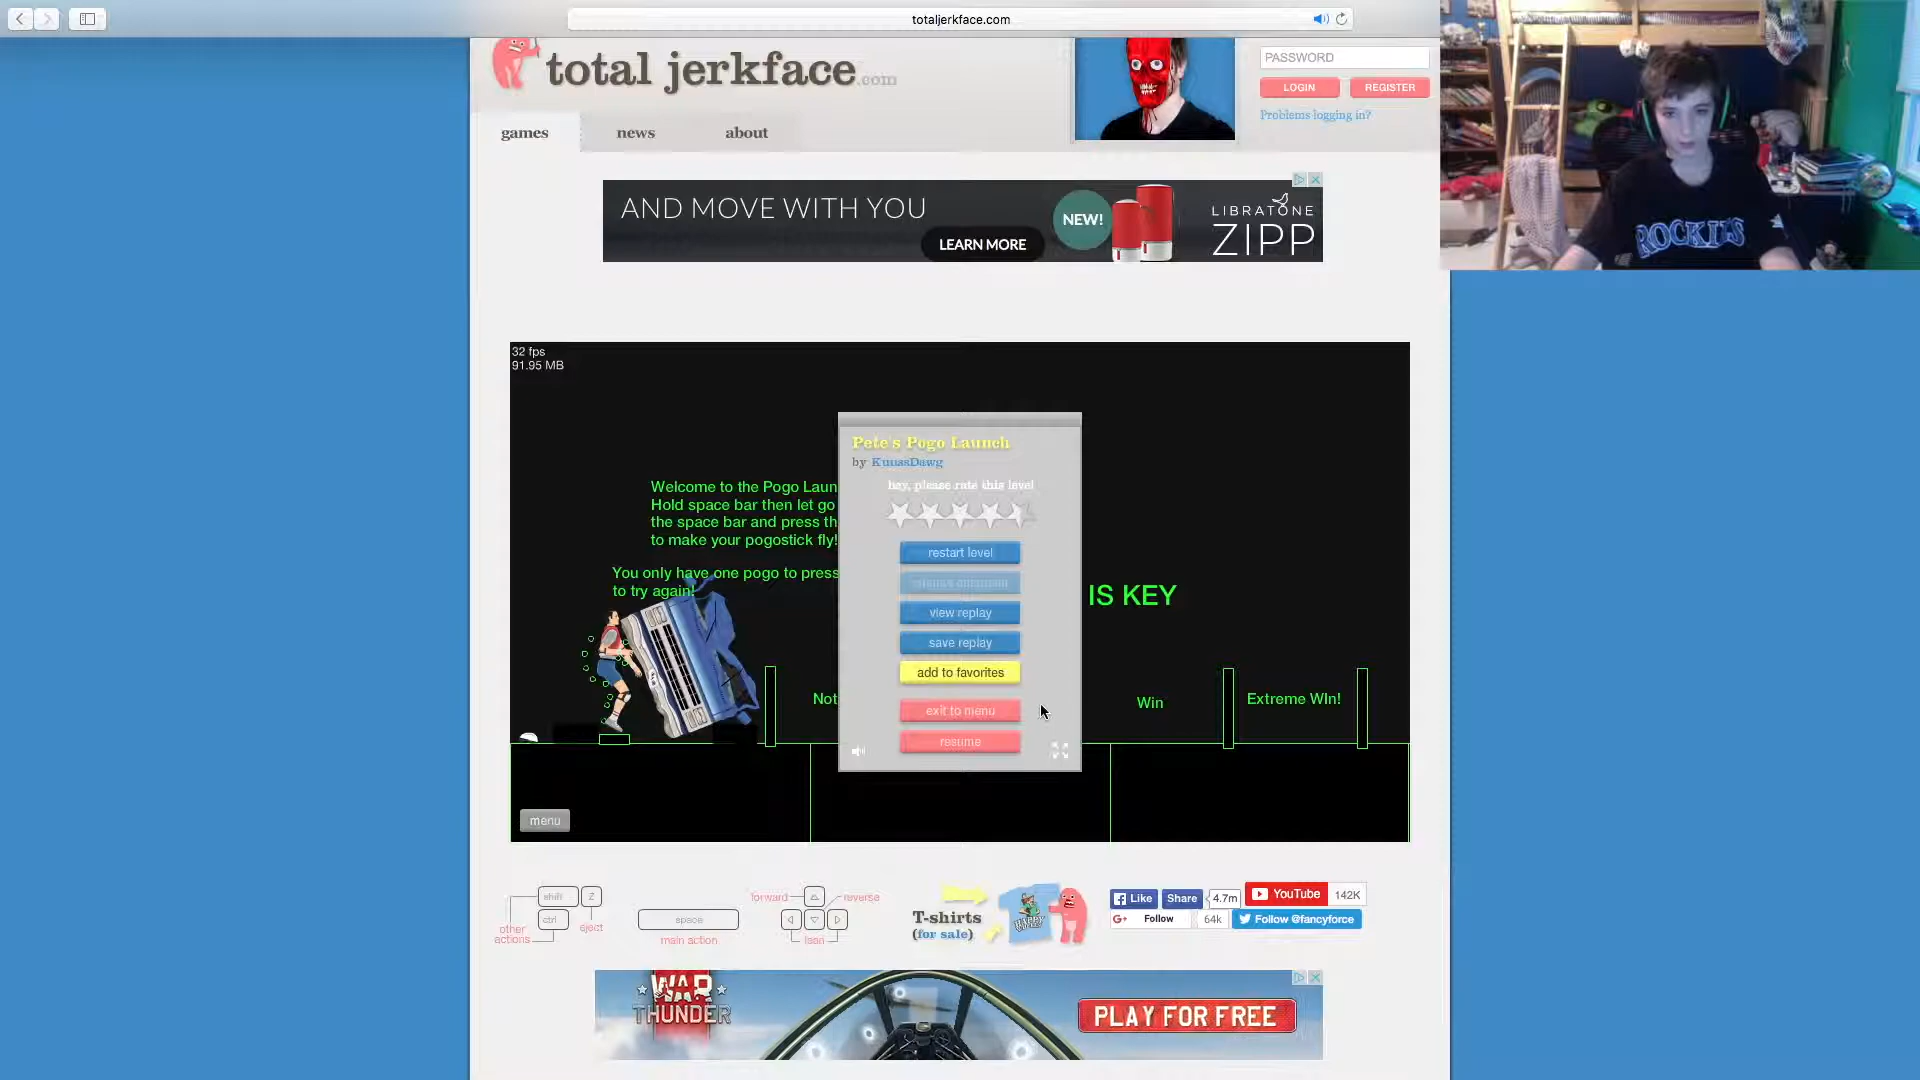 totaljerkface.com
total jerkface.com
PASSWORD
LOGIN
REGISTER
Problems logging in?
games
news
about
AND MOVE WITH YOU
LEARN MORE
NEW!
LIBRATONE
ZIPP
32 fps
91.95 MB
Welcome to the Pogo Laun
Hold space bar then let go
the space bar and press th
to make your pogostick fly!
You only have one pogo to press
to try again!
IS KEY
Not
Win
Extreme WIn!
Pete's Pogo Launch
by KuussDawg
hey, please rate this level
restart level
view replay
save replay
add to favorites
exit to menu
resume
menu
shift
Z
ctrl
other
actions
eject
space
main action
forward
reverse
lean
T-shirts
(for sale)
Like
Share
4.7m
YouTube
142K
G+ Follow
64k
Follow @fancyforce
WAR
THUNDER
PLAY FOR FREE
ROCKIES